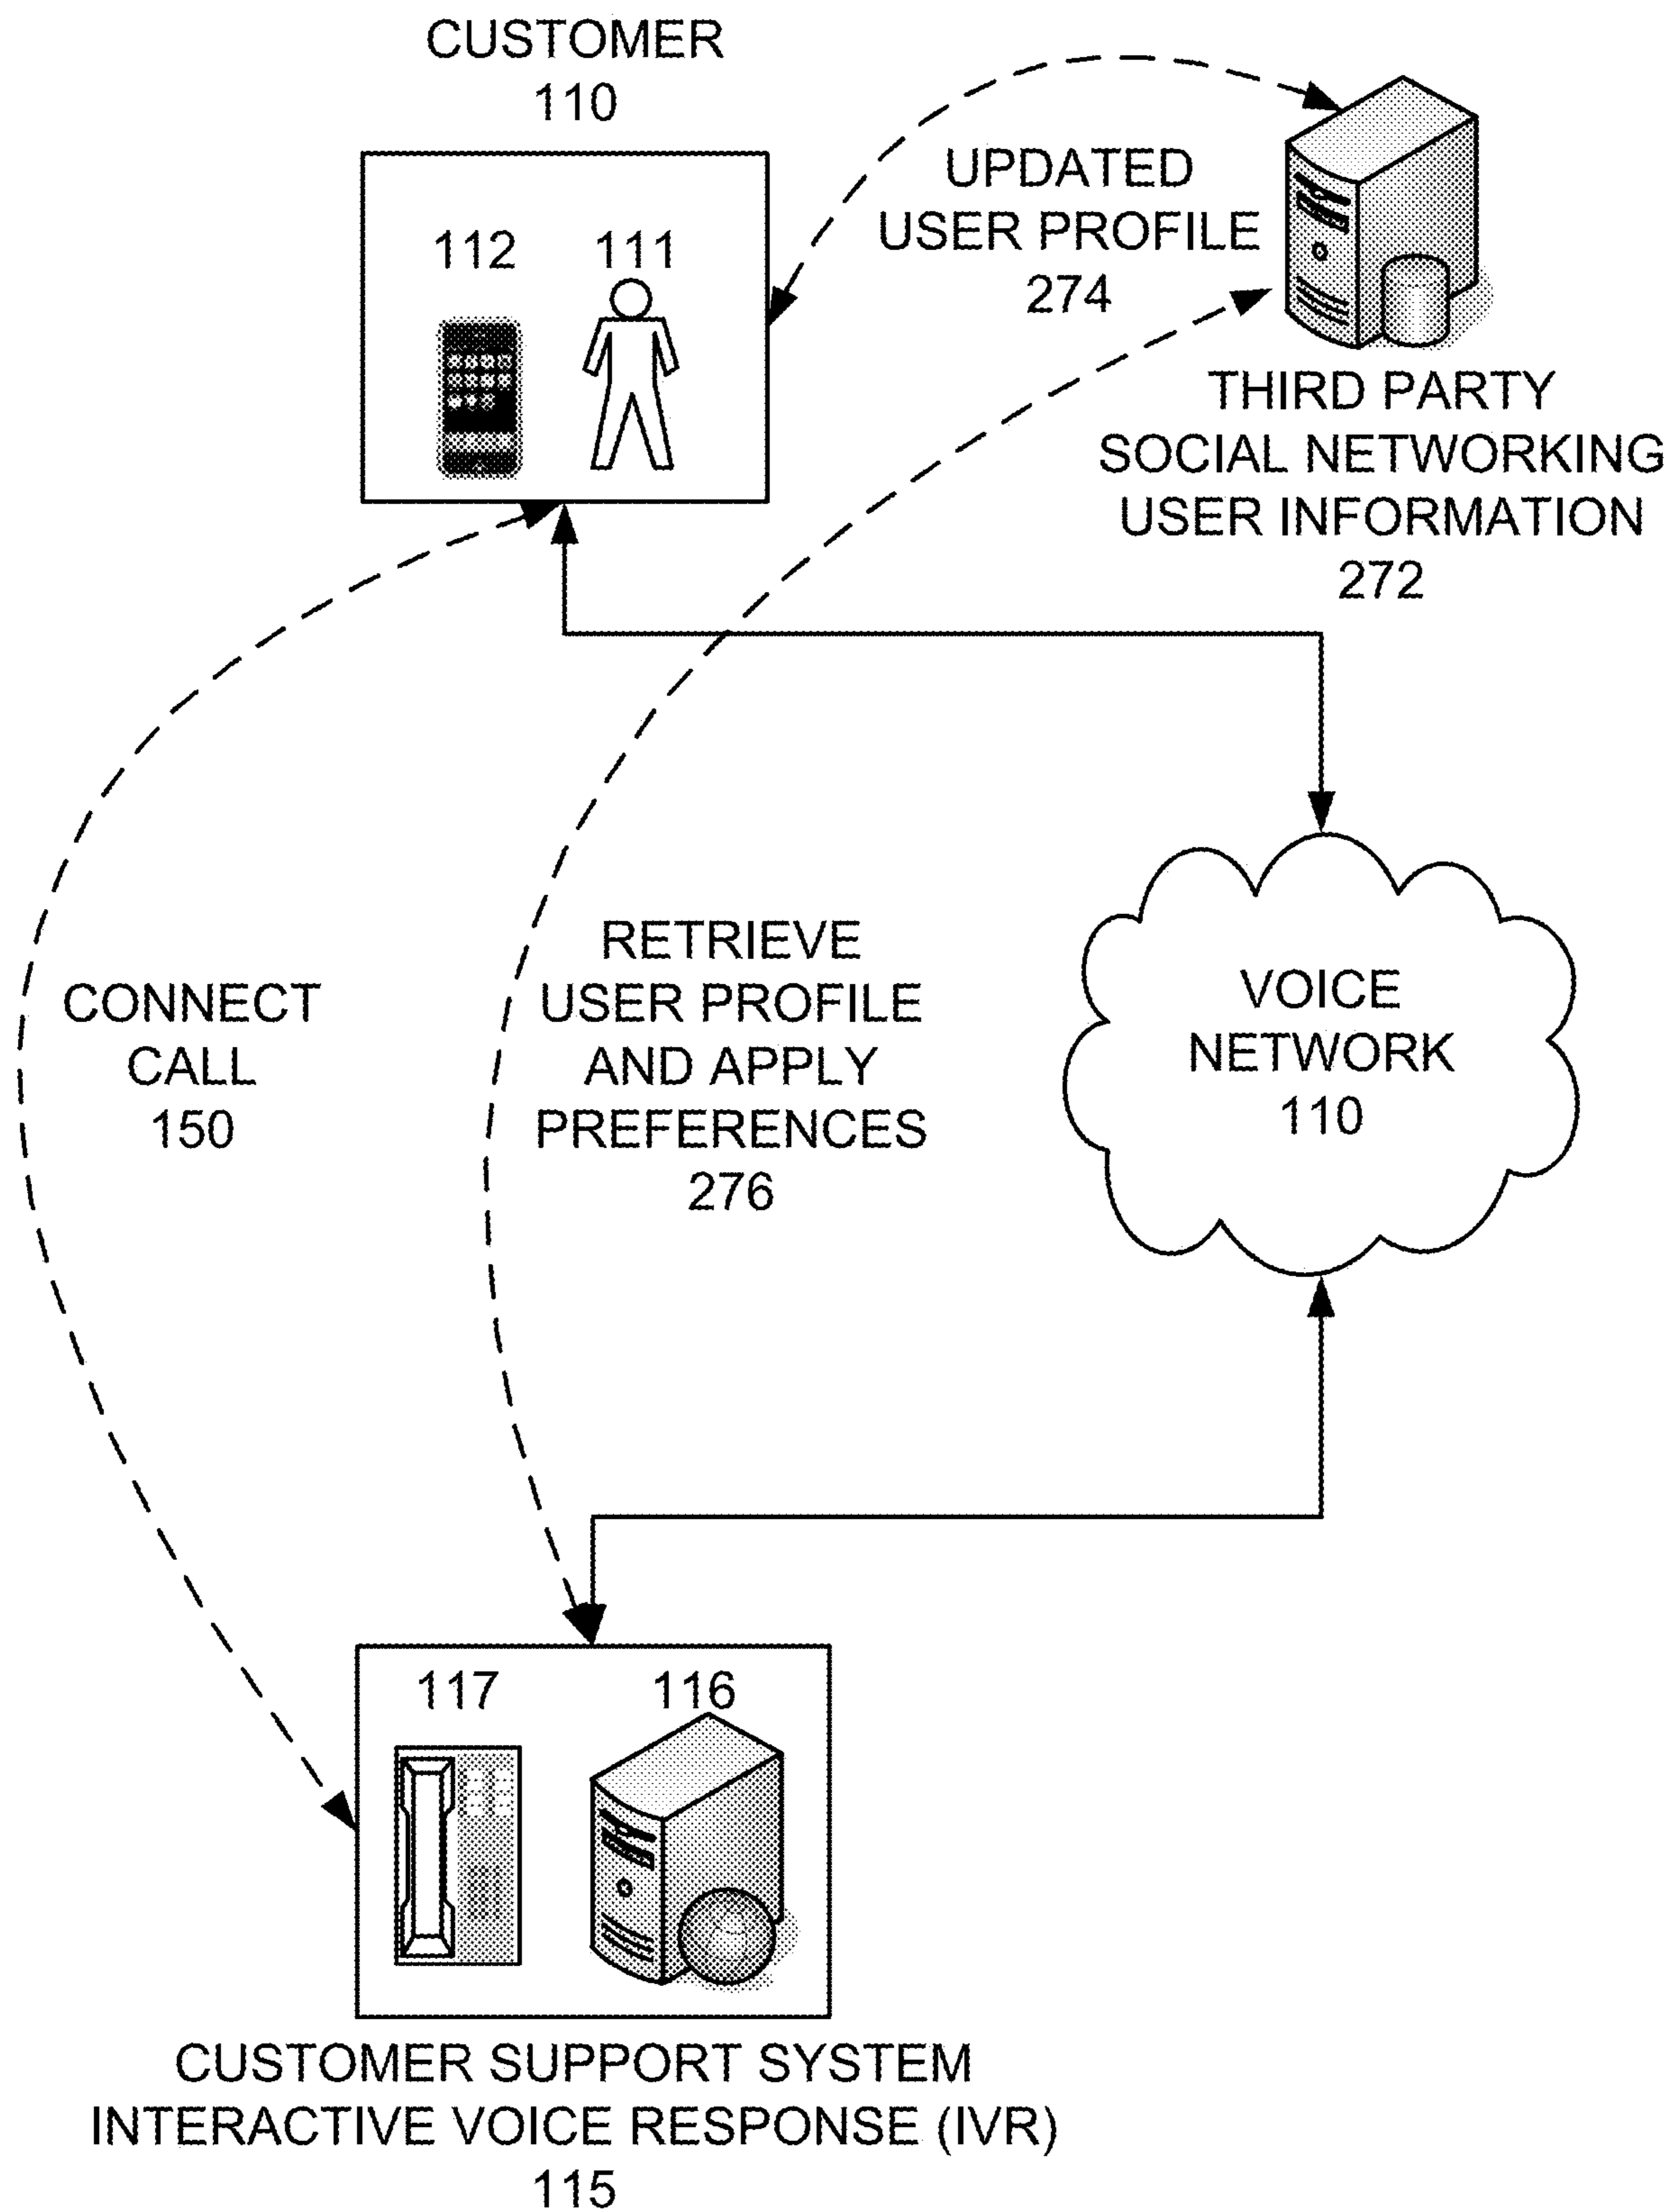 CUSTOMER
110
112
111
UPDATED
USER PROFILE
274
THIRD PARTY
SOCIAL NETWORKING
USER INFORMATION
272
CONNECT
CALL
150
RETRIEVE
USER PROFILE
AND APPLY
PREFERENCES
276
VOICE
NETWORK
110
117
116
CUSTOMER SUPPORT SYSTEM
INTERACTIVE VOICE RESPONSE (IVR)
115